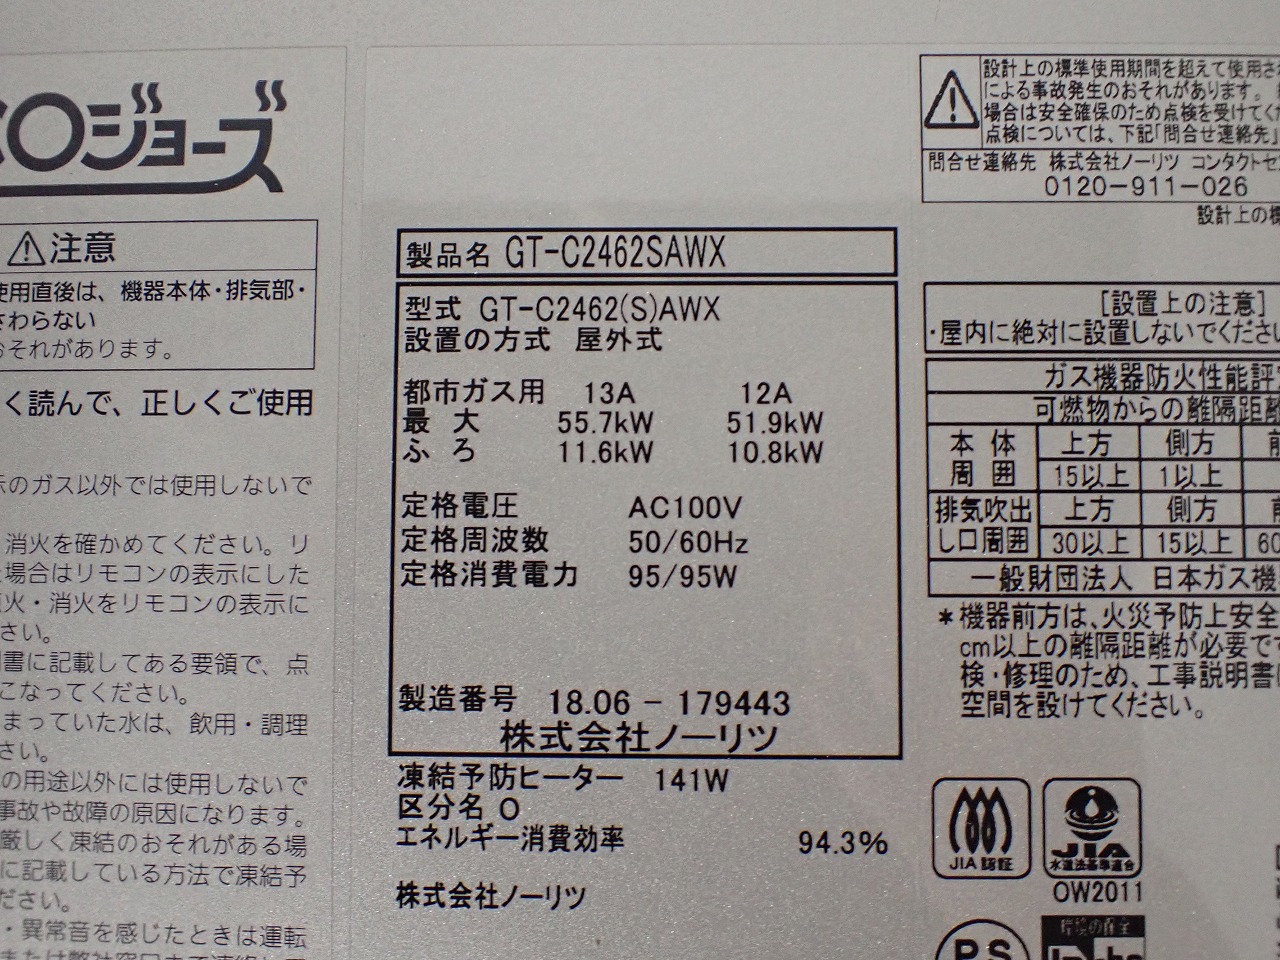 ジョーズ
注意
使用直後は、機器本体・排気部・
さわらない
おそれがあります。
く読んで、正しくご使用
示のガス以外では使用しないで
消火を確かめてください。リ
場合はリモコンの表示にした
点火・消火をリモコンの表示に
さい。
明書に記載してある要領で、点
こなってください。
まっていた水は、飲用・調理
さい。
の用途以外には使用しないで
事故や故障の原因になります。
厳しく凍結のおそれがある場
に記載している方法で凍結予
ださい。
・異常音を感じたときは運転
製品名 GT-C2462SAWX
型式 GT-C2462(S)AWX
設置の方式 屋外式
都市ガス用 13A 12A
最大 55.7kW 51.9kW
ふろ 11.6kW 10.8kW
定格電圧 AC100V
定格周波数 50/60Hz
定格消費電力 95/95W
製造番号 18.06-179443
株式会社ノーリツ
凍結予防ヒーター 141W
区分名 O
エネルギー消費効率 94.3%
株式会社ノーリツ
設計上の標準使用期間を超えて使用され
による事故発生のおそれがあります。
場合は安全確保のため点検を受けてくだ
点検については、下記「問合せ連絡先」
問合せ連絡先 株式会社ノーリツ コンタクトセン
0120-911-026
設計上の標
[設置上の注意]
・屋内に絶対に設置しないでください
ガス機器防火性能評定
可燃物からの離隔距離
本体周囲 上方 側方 前
15以上 1以上
排気吹出し口周囲 上方 側方 前
30以上 15以上 60
一般財団法人 日本ガス機
*機器前方は、火災予防上安全
cm以上の離隔距離が必要です
検・修理のため、工事説明書に
空間を設けてください。
JIA認証
JIA
水道法基準適合
OW2011
環境の保全
PS